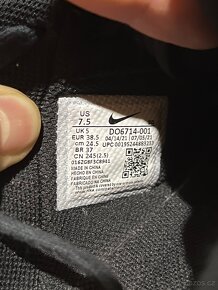 US
7.5
UK 5
EUR 38.5
cm 24.5
BR 37
CN 245(2.5)
DO6714-001
04/14/21 07/05/21
MADE IN CHINA
HECHO EN CHINA
FABRICADO NA CHINA
FABRIQUE EN CHINE